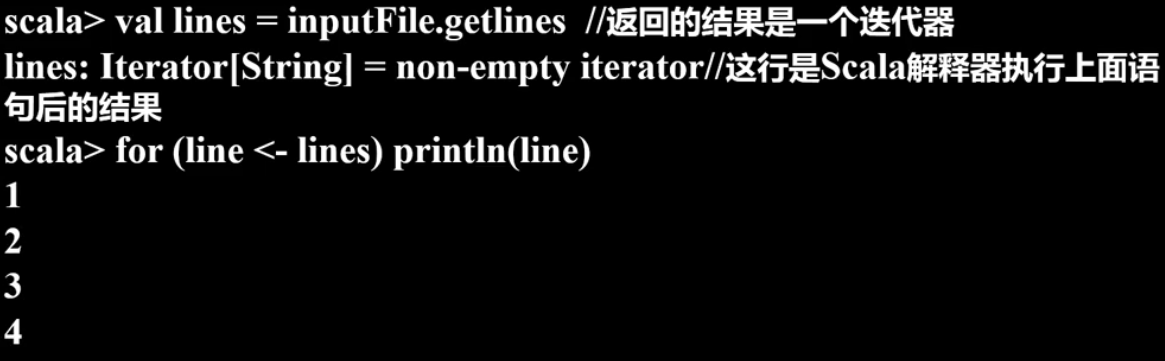 scala> val lines = inputFile.getlines //返回的结果是一个迭代器
lines: Iterator[String] = non-empty iterator//这行是Scala解释器执行上面语
句后的结果
scala> for (line <- lines) println(line)
1
2
3
4